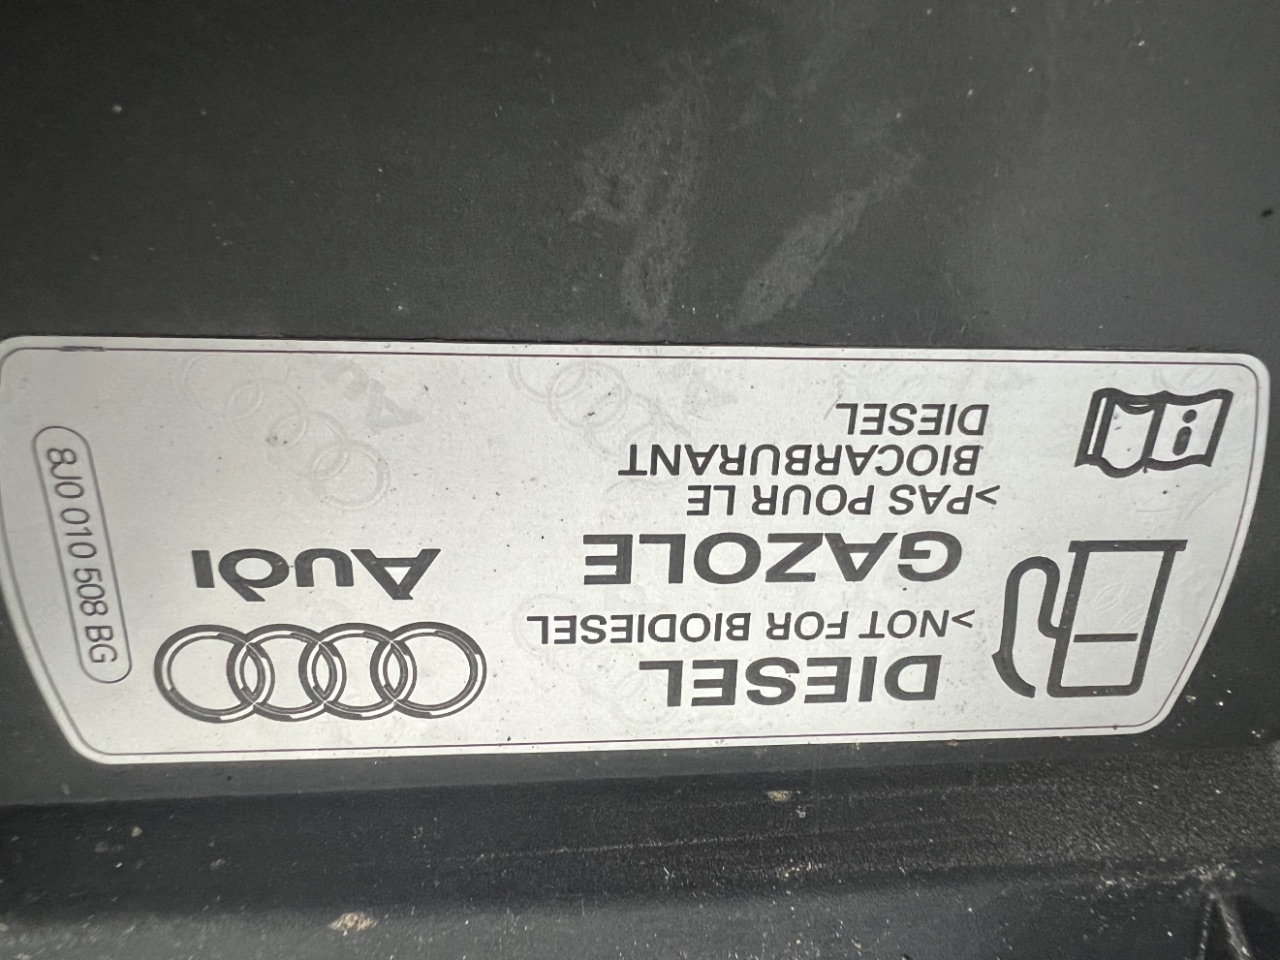 DIESEL
>NOT FOR BIODIESEL
GAZOLE
>PAS POUR LE
BIOCARBURANT
DIESEL
Audi
8J0 010 508 BG